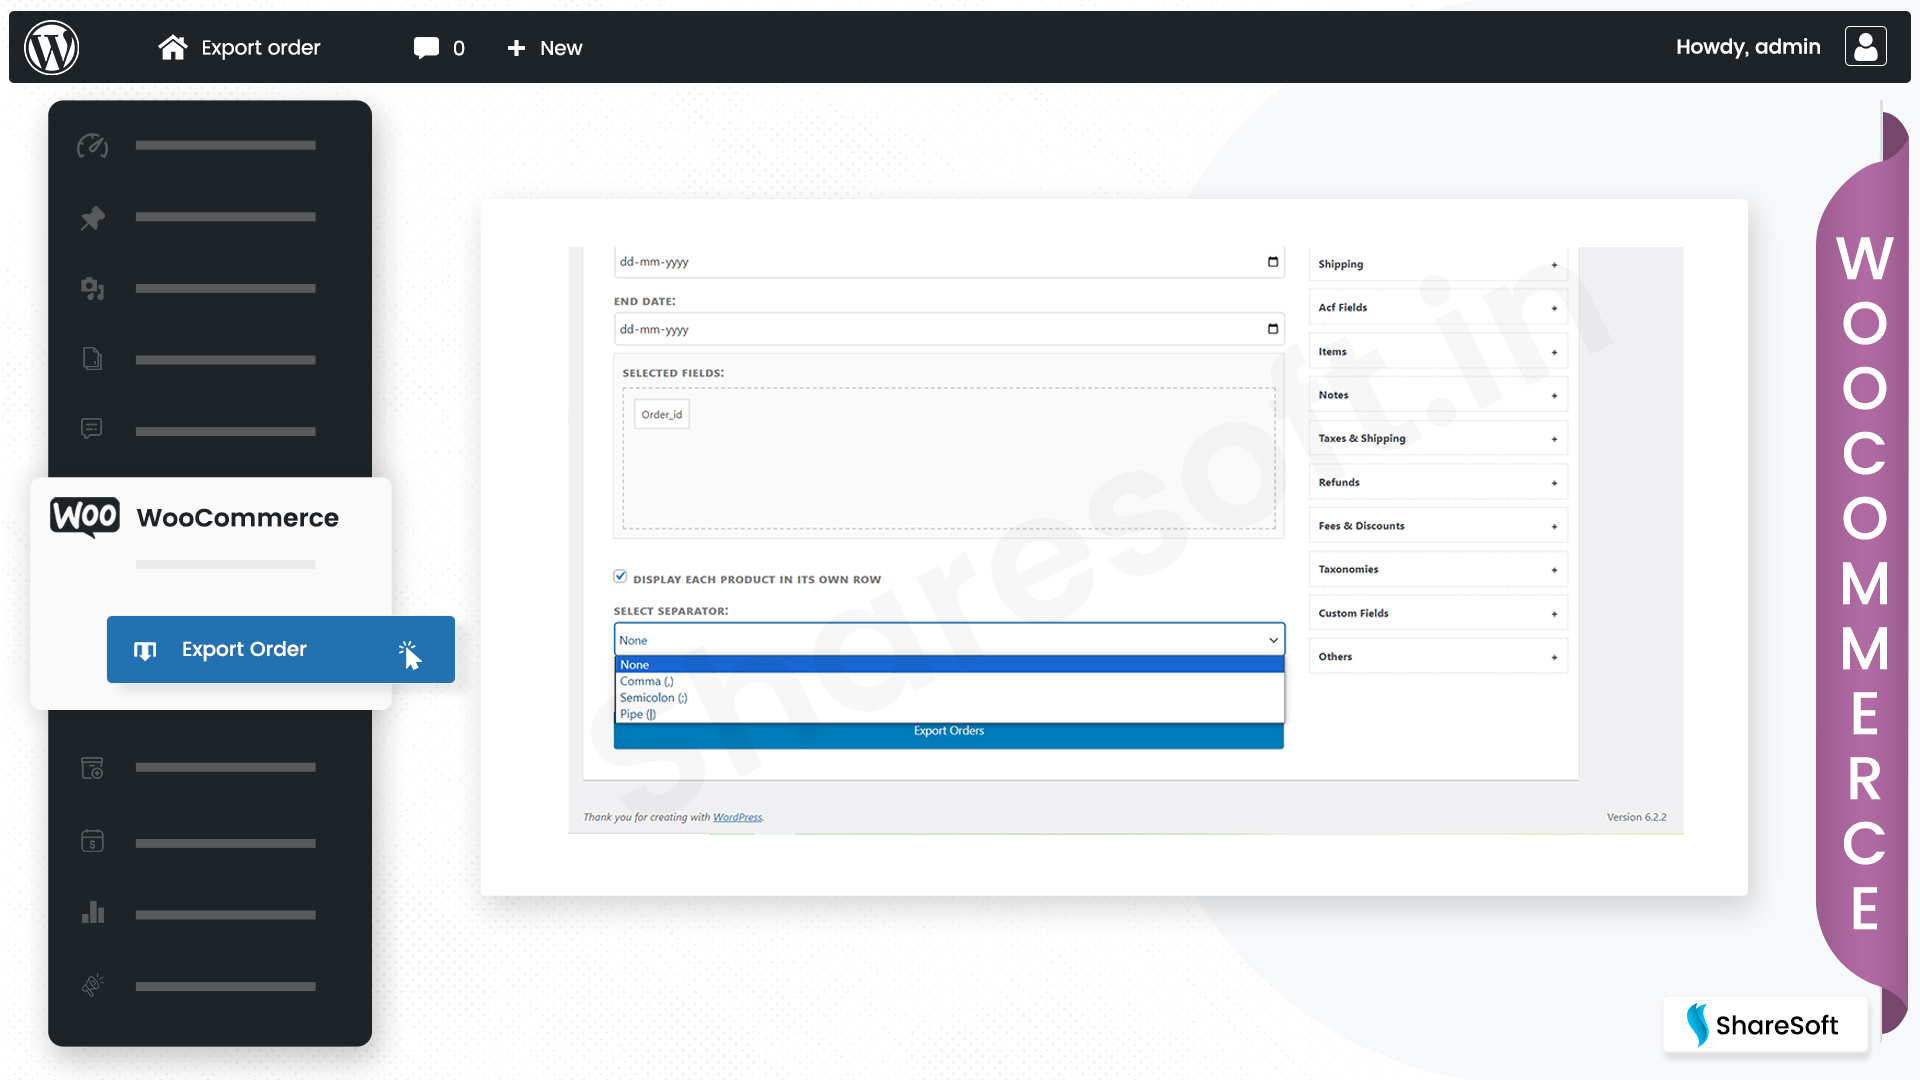 Export order
0
New
Howdy, admin
WooCommerce
Export Order
dd-mm-yyyy
END DATE:
dd-mm-yyyy
SELECTED FIELDS:
Order_id
DISPLAY EACH PRODUCT IN ITS OWN ROW
SELECT SEPARATOR:
None
None
Comma (,)
Semicolon (;)
Pipe (|)
Export Orders
Shipping
Acf Fields
Items
Notes
Taxes & Shipping
Refunds
Fees & Discounts
Taxonomies
Custom Fields
Others
Thank you for creating with WordPress.
Version 6.2.2
sharesoft.in
WOO
WOOCOMMERCE
ShareSoft